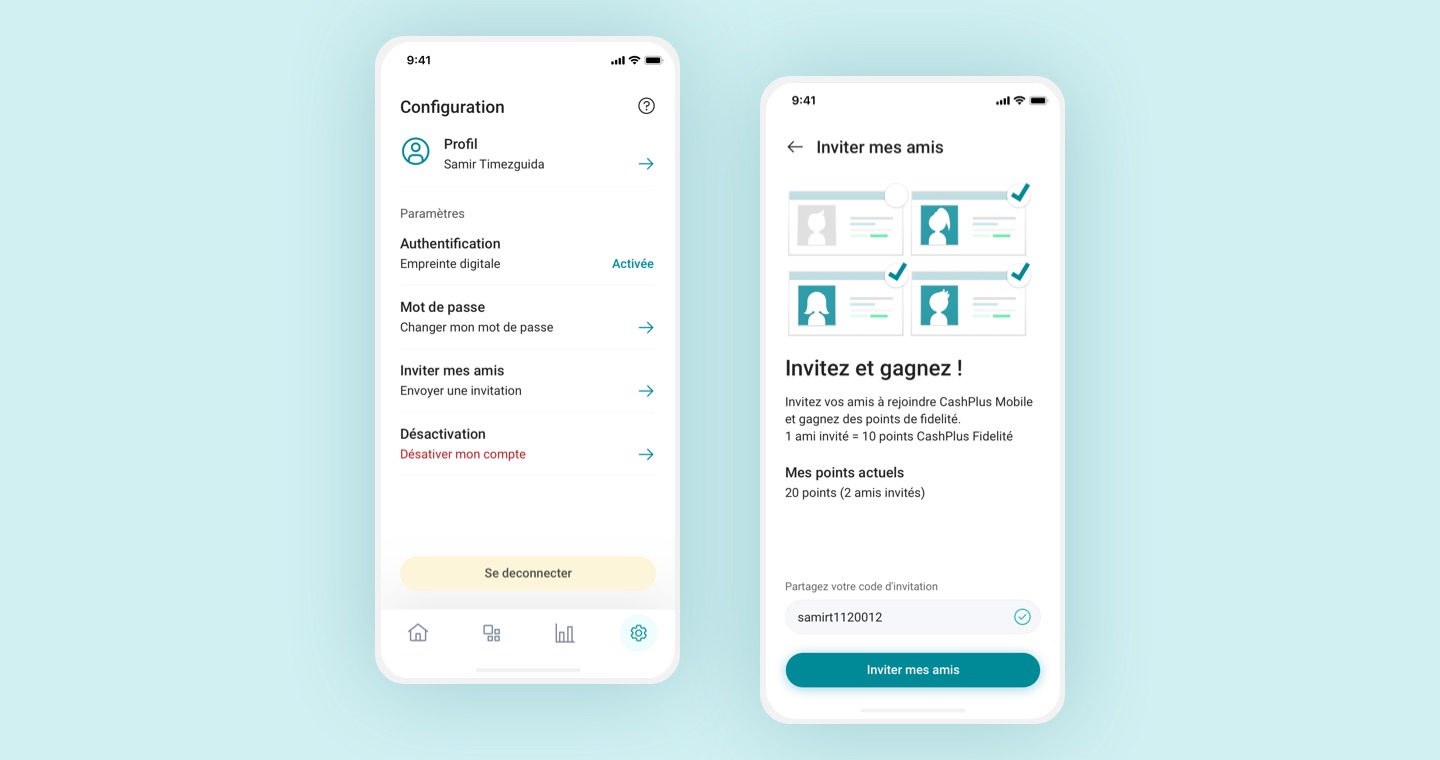 9:41
Configuration
Profil
Samir Timezguida
Paramètres
Authentification
Empreinte digitale
Activée
Mot de passe
Changer mon mot de passe
Inviter mes amis
Envoyer une invitation
Désactivation
Désativer mon compte
Se deconnecter
9:41
Inviter mes amis
Invitez et gagnez !
Invitez vos amis à rejoindre CashPlus Mobile
et gagnez des points de fidelité.
1 ami invité = 10 points CashPlus Fidelité
Mes points actuels
20 points (2 amis invités)
Partagez votre code d'invitation
samirt1120012
Inviter mes amis